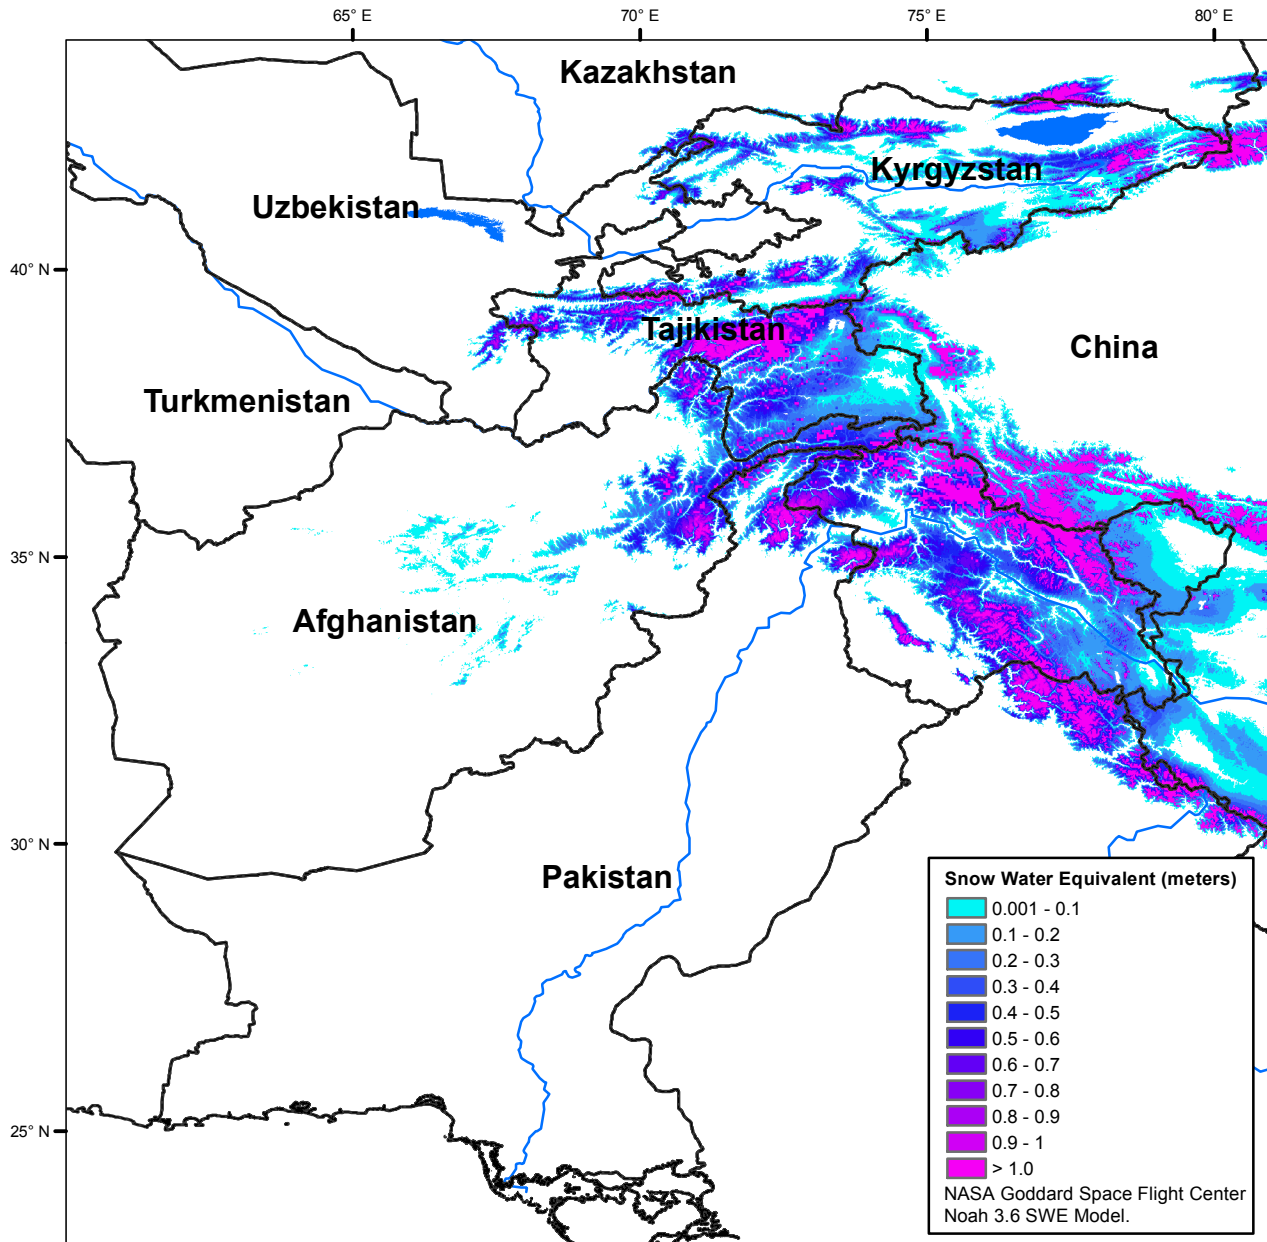 65° E
70° E
75° E
80° E
Kazakhstan
Kyrgyzstan
Uzbekistan
40° N
Tajikistan
China
Turkmenistan
35° N
Afghanistan
30° N
Pakistan
25° N
Snow Water Equivalent (meters)
0.001 - 0.1
0.1 - 0.2
0.2 - 0.3
0.3 - 0.4
0.4 - 0.5
0.5 - 0.6
0.6 - 0.7
0.7 - 0.8
0.8 - 0.9
0.9 - 1
> 1.0
NASA Goddard Space Flight Center
Noah 3.6 SWE Model.